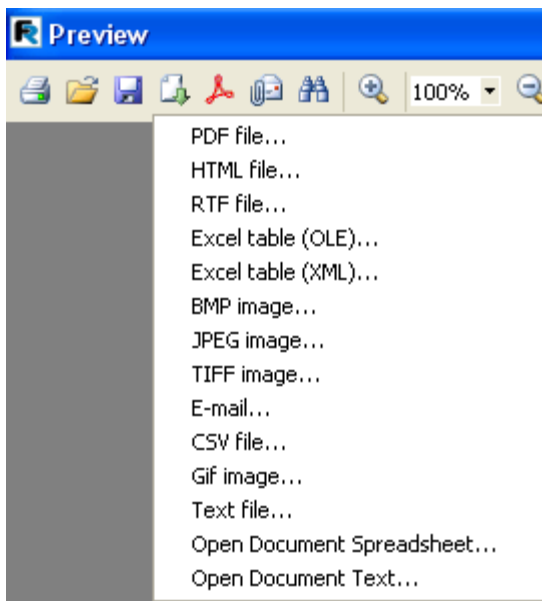 FR Preview
100%
PDF file...
HTML file...
RTF file...
Excel table (OLE)...
Excel table (XML)...
BMP image...
JPEG image...
TIFF image...
E-mail...
CSV file...
Gif image...
Text file...
Open Document Spreadsheet...
Open Document Text...